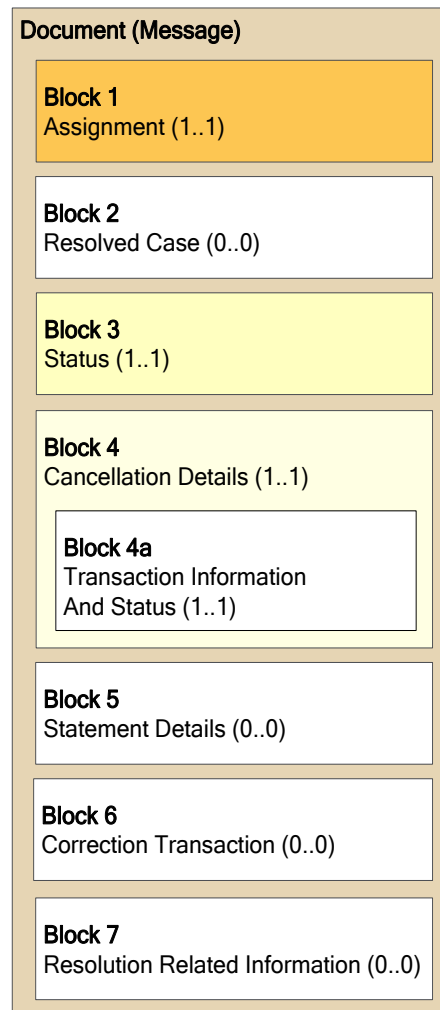 Document (Message)
Block 1
Assignment (1..1)
Block 2
Resolved Case (0..0)
Block 3
Status (1..1)
Block 4
Cancellation Details (1..1)
Block 4a
Transaction Information
And Status (1..1)
Block 5
Statement Details (0..0)
Block 6
Correction Transaction (0..0)
Block 7
Resolution Related Information (0..0)